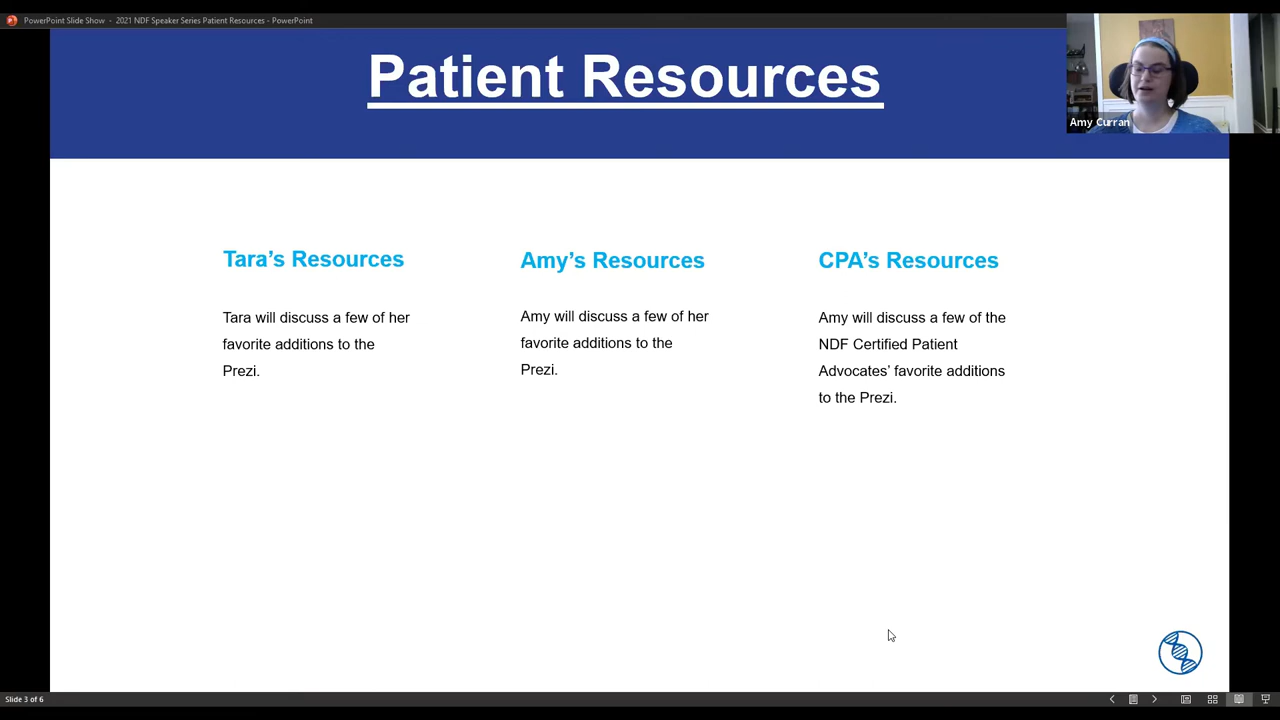 PowerPoint Slide Show - 2021 NDF Speaker Series Patient Resources - PowerPoint
Patient Resources
Amy Curran
Tara’s Resources
Tara will discuss a few of her
favorite additions to the
Prezi.
Amy’s Resources
Amy will discuss a few of her
favorite additions to the
Prezi.
CPA’s Resources
Amy will discuss a few of the
NDF Certified Patient
Advocates’ favorite additions
to the Prezi.
Slide 3 of 6